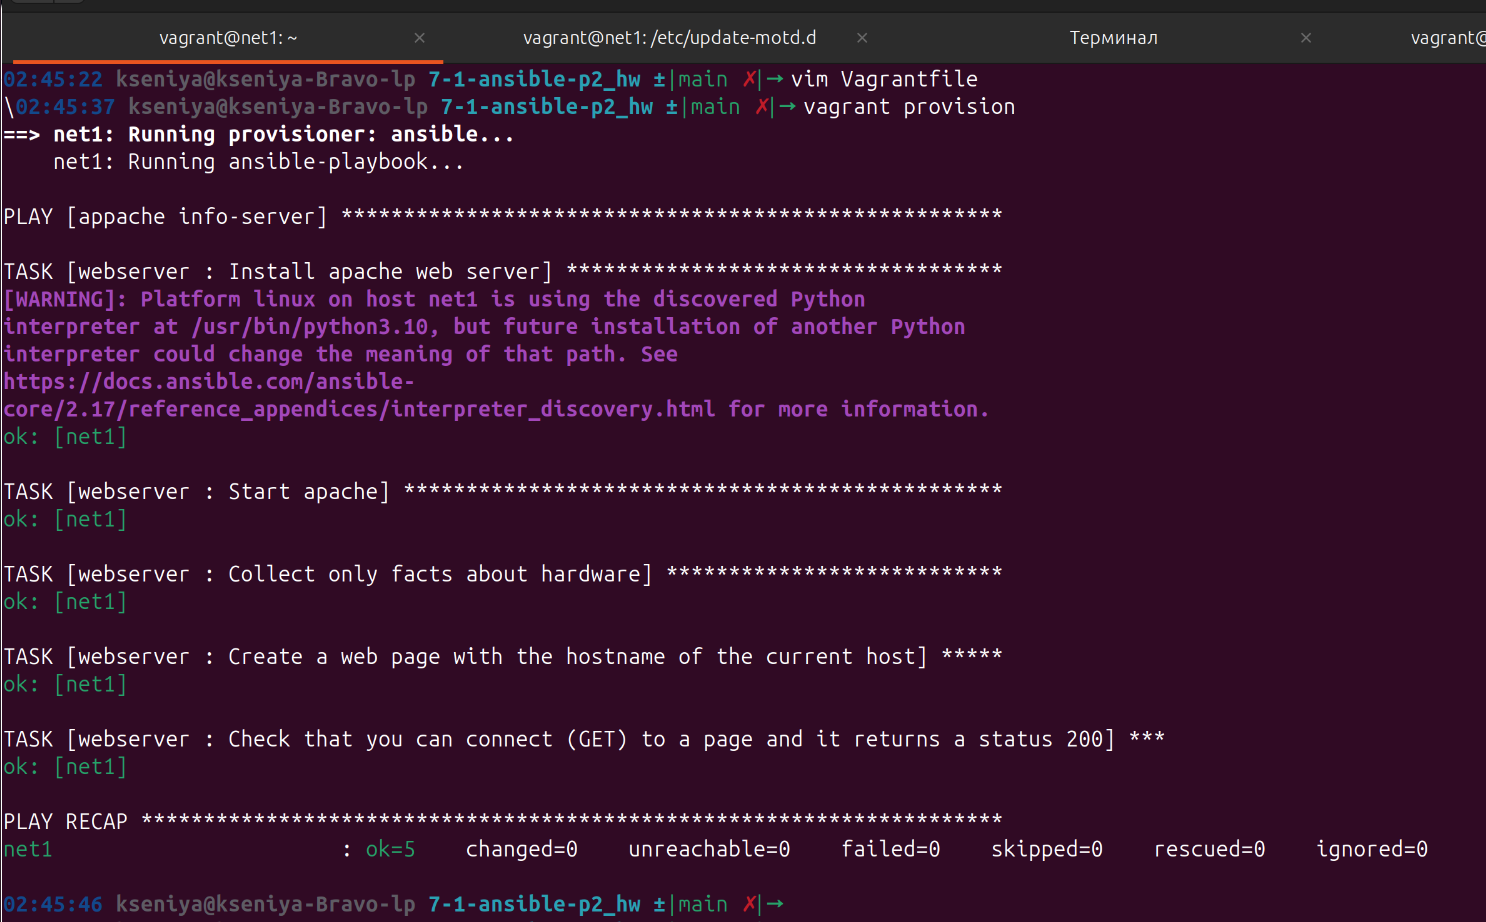 vagrant@net1: ~ × vagrant@net1: /etc/update-motd.d × Терминал × vagrant@
02:45:22 kseniya@kseniya-Bravo-lp 7-1-ansible-p2_hw ±|main ✗|→ vim Vagrantfile
\02:45:37 kseniya@kseniya-Bravo-lp 7-1-ansible-p2_hw ±|main ✗|→ vagrant provision
==> net1: Running provisioner: ansible...
    net1: Running ansible-playbook...
PLAY [appache info-server] *****************************************************
TASK [webserver : Install apache web server] ***********************************
[WARNING]: Platform linux on host net1 is using the discovered Python
interpreter at /usr/bin/python3.10, but future installation of another Python
interpreter could change the meaning of that path. See
https://docs.ansible.com/ansible-
core/2.17/reference_appendices/interpreter_discovery.html for more information.
ok: [net1]
TASK [webserver : Start apache] ************************************************
ok: [net1]
TASK [webserver : Collect only facts about hardware] ***************************
ok: [net1]
TASK [webserver : Create a web page with the hostname of the current host] *****
ok: [net1]
TASK [webserver : Check that you can connect (GET) to a page and it returns a status 200] ***
ok: [net1]
PLAY RECAP *********************************************************************
net1                       : ok=5    changed=0    unreachable=0    failed=0    skipped=0    rescued=0    ignored=0
02:45:46 kseniya@kseniya-Bravo-lp 7-1-ansible-p2_hw ±|main ✗|→